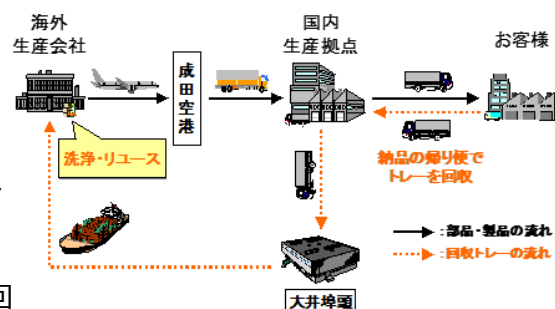 海外
生産会社
成田空港
国内
生産拠点
お客様
洗浄・リユース
納品の帰り便で
トレーを回収
→:部品・製品の流れ
→:回収トレーの流れ
大井埠頭
回